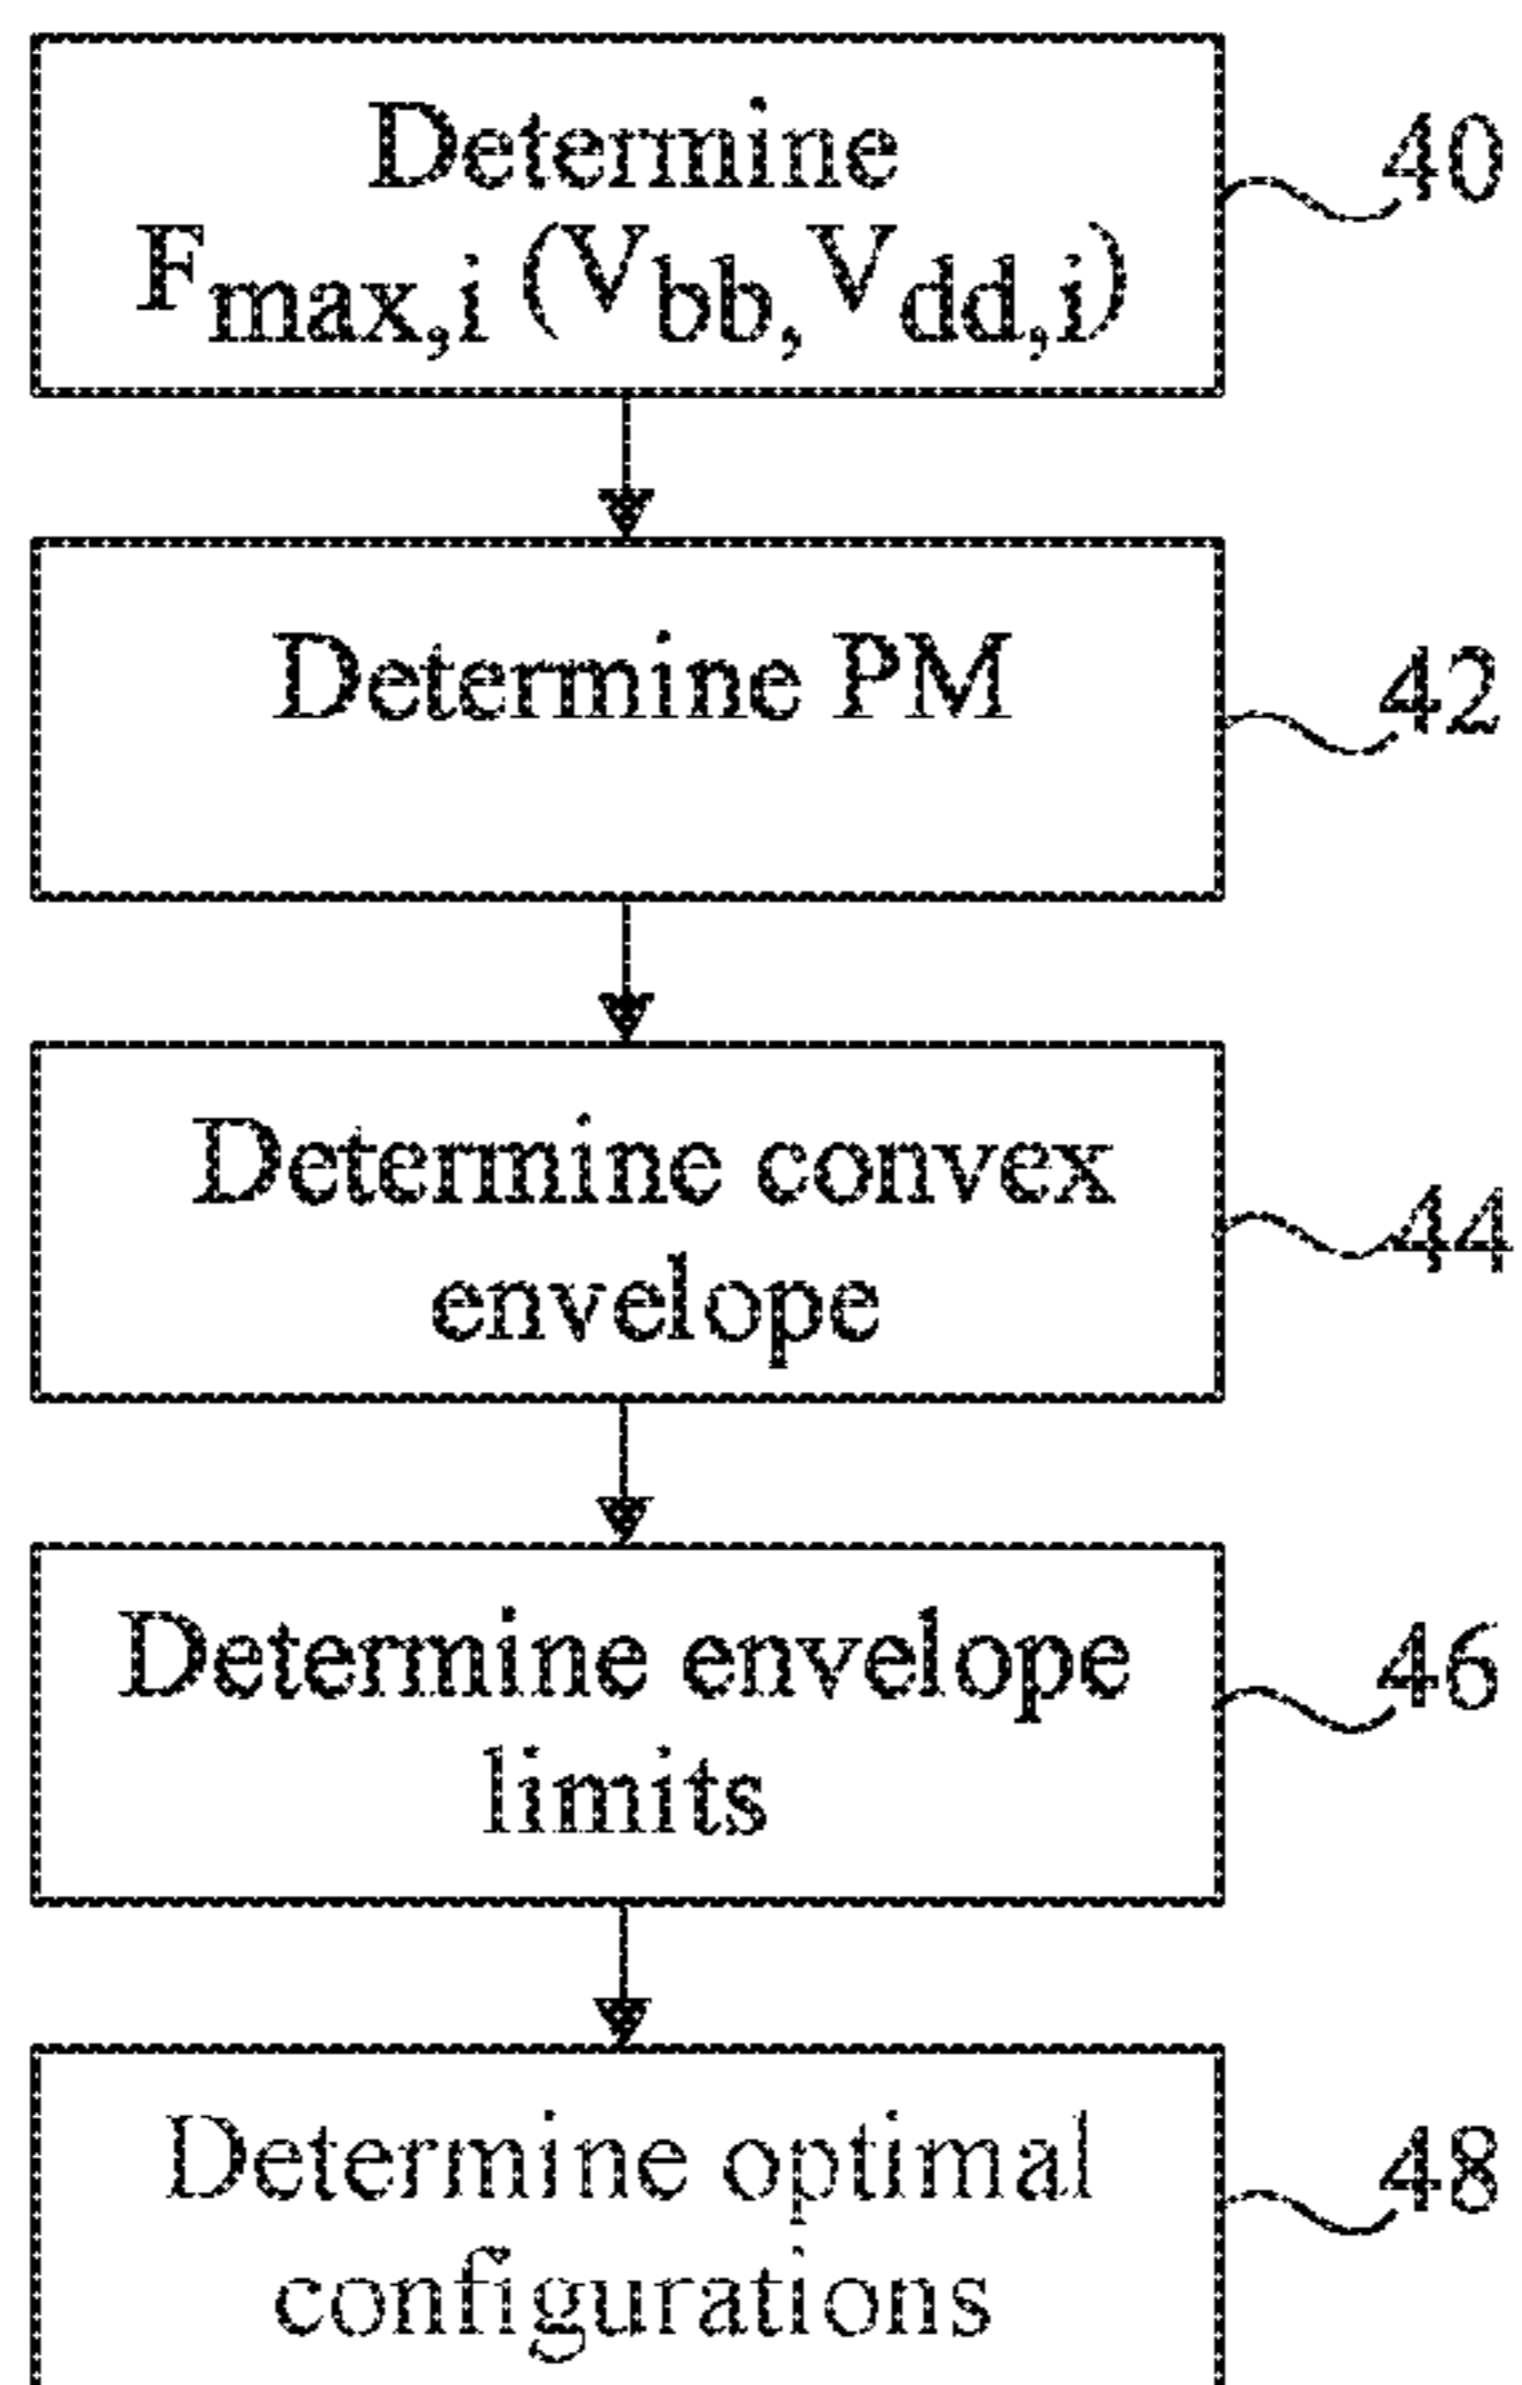 Determine
Fmax,i (Vbb,Vdd,i)
40
Determine PM
42
Determine convex
envelope
44
Determine envelope
limits
46
Determine optimal
configurations
48